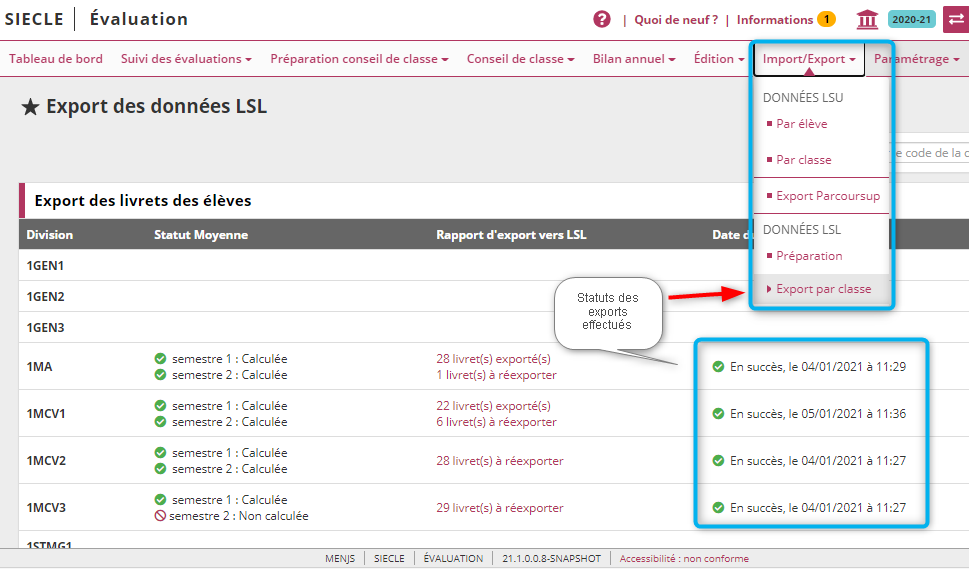 SIECLE | Évaluation
? | Quoi de neuf ? | Informations 1 2020-21
Tableau de bord Suivi des évaluations Préparation conseil de classe Conseil de classe Bilan annuel Édition Import/Export Paramétrage
★ Export des données LSL
DONNÉES LSU
Par élève
Par classe
Export Parcoursup
DONNÉES LSL
Préparation
Export par classe
e code de la c
Export des livrets des élèves
Division Statut Moyenne Rapport d'export vers LSL Date d
1GEN1
1GEN2
1GEN3
Statuts des
exports
effectués
1MA
semestre 1 : Calculée
semestre 2 : Calculée
28 livret(s) exporté(s)
1 livret(s) à réexporter
En succès, le 04/01/2021 à 11:29
1MCV1
semestre 1 : Calculée
semestre 2 : Calculée
22 livret(s) exporté(s)
6 livret(s) à réexporter
En succès, le 05/01/2021 à 11:36
1MCV2
semestre 1 : Calculée
semestre 2 : Calculée
28 livret(s) à réexporter
En succès, le 04/01/2021 à 11:27
1MCV3
semestre 1 : Calculée
semestre 2 : Non calculée
29 livret(s) à réexporter
En succès, le 04/01/2021 à 11:27
1STMG1
MENJS | SIECLE | ÉVALUATION | 21.1.0.0.8-SNAPSHOT | Accessibilité : non conforme